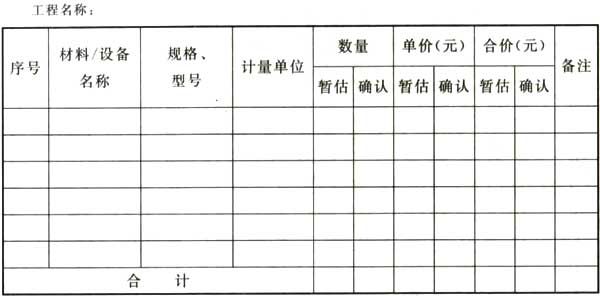 工程名称：
序号 材料/设备名称 规格、型号 计量单位 数量 单价(元) 合价(元) 备注
暂估 确认 暂估 确认 暂估 确认
合 计